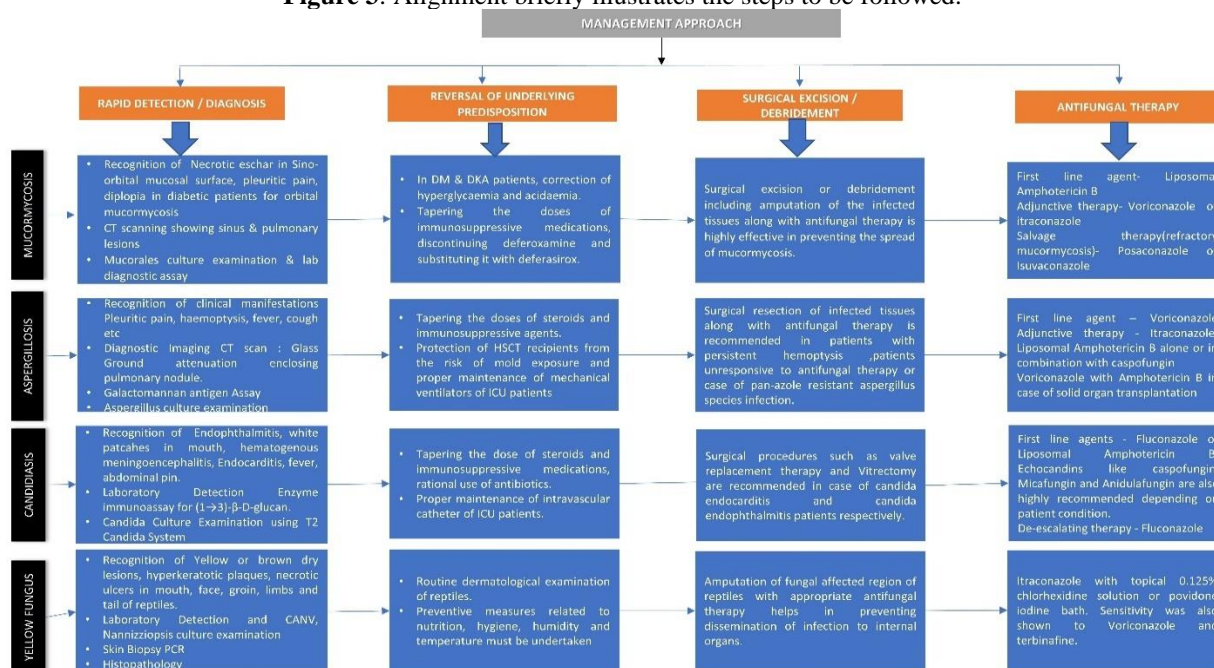 Figure 3. Alignment briefly illustrates the steps to be followed.
MANAGEMENT APPROACH
RAPID DETECTION / DIAGNOSIS
REVERSAL OF UNDERLYING
PREDISPOSITION
SURGICAL EXCISION /
DEBRIDEMENT
ANTIFUNGAL THERAPY
MUCORMYCOSIS
• Recognition of Necrotic eschar in Sino-
orbital mucosal surface, pleuritic pain,
diplopia in diabetic patients for orbital
mucormycosis
• CT scanning showing sinus & pulmonary
lesions
• Mucorales culture examination & lab
diagnostic assay
• In DM & DKA patients, correction of
hyperglycaemia and acidaemia.
• Tapering the doses of
immunosuppressive medications,
discontinuing deferoxamine and
substituting it with deferasirox.
Surgical excision or debridement
including amputation of the infected
tissues along with antifungal therapy is
highly effective in preventing the spread
of mucormycosis.
First line agent- Liposomal
Amphotericin B
Adjunctive therapy- Voriconazole o
itraconazole
Salvage therapy(refractory
mucormycosis)- Posaconazole o
Isuvaconazole
ASPERGILLOSIS
• Recognition of clinical manifestations
Pleuritic pain, haemoptysis, fever, cough
etc
• Diagnostic Imaging CT scan : Glass
Ground attenuation enclosing
pulmonary nodule.
• Galactomannan antigen Assay
• Aspergillus culture examination
• Tapering the doses of steroids and
immunosuppressive agents.
• Protection of HSCT recipients from
the risk of mold exposure and
proper maintenance of mechanical
ventilators of ICU patients
Surgical resection of infected tissues
along with antifungal therapy is
recommended in patients with
persistent hemoptysis ,patients
unresponsive to antifungal therapy or
case of pan-azole resistant aspergillus
species infection.
First line agent – Voriconazole
Adjunctive therapy - Itraconazole
Liposomal Amphotericin B alone or in
combination with caspofungin
Voriconazole with Amphotericin B in
case of solid organ transplantation
CANDIDIASIS
• Recognition of Endophthalmitis, white
patcahes in mouth, hematogenous
meningoencephalitis, Endocarditis, fever,
abdominal pin.
• Laboratory Detection Enzyme
immunoassay for (1→3)-β-D-glucan.
• Candida Culture Examination using T2
Candida System
• Tapering the dose of steroids and
immunosuppressive medications,
rational use of antibiotics.
• Proper maintenance of intravascular
catheter of ICU patients.
Surgical procedures such as valve
replacement therapy and Vitrectomy
are recommended in case of candida
endocarditis and candida
endophthalmitis patients respectively.
First line agents - Fluconazole o
Liposomal Amphotericin B
Echocandins like caspofungin
Micafungin and Anidulafungin are also
highly recommended depending on
patient condition.
De-escalating therapy - Fluconazole
YELLOW FUNGUS
• Recognition of Yellow or brown dry
lesions, hyperkeratotic plaques, necrotic
ulcers in mouth, face, groin, limbs and
tail of reptiles.
• Laboratory Detection and CANV,
Nannizziopsis culture examination
• Skin Biopsy PCR
• Histopathology
• Routine dermatological examination
of reptiles.
• Preventive measures related to
nutrition, hygiene, humidity and
temperature must be undertaken
Amputation of fungal affected region of
reptiles with appropriate antifungal
therapy helps in preventing
dissemination of infection to internal
organs.
Itraconazole with topical 0.125%
chlorhexidine solution or povidone
iodine bath. Sensitivity was also
shown to Voriconazole and
terbinafine.